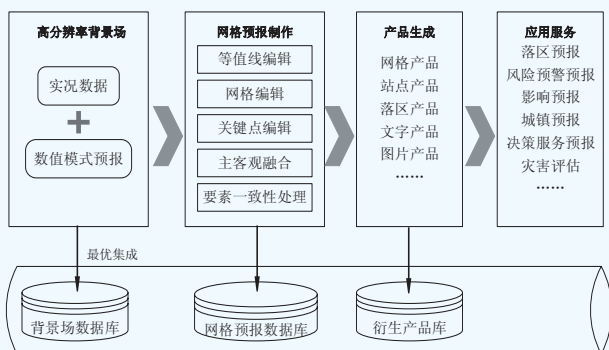 高分辨率背景场
实况数据
+
数值模式预报
网格预报制作
等值线编辑
网格编辑
关键点编辑
主客观融合
要素一致性处理
产品生成
网格产品
站点产品
落区产品
文字产品
图片产品
……
应用服务
落区预报
风险预警预报
影响预报
城镇预报
决策服务预报
灾害评估
……
最优集成
背景场数据库
网格预报数据库
衍生产品库